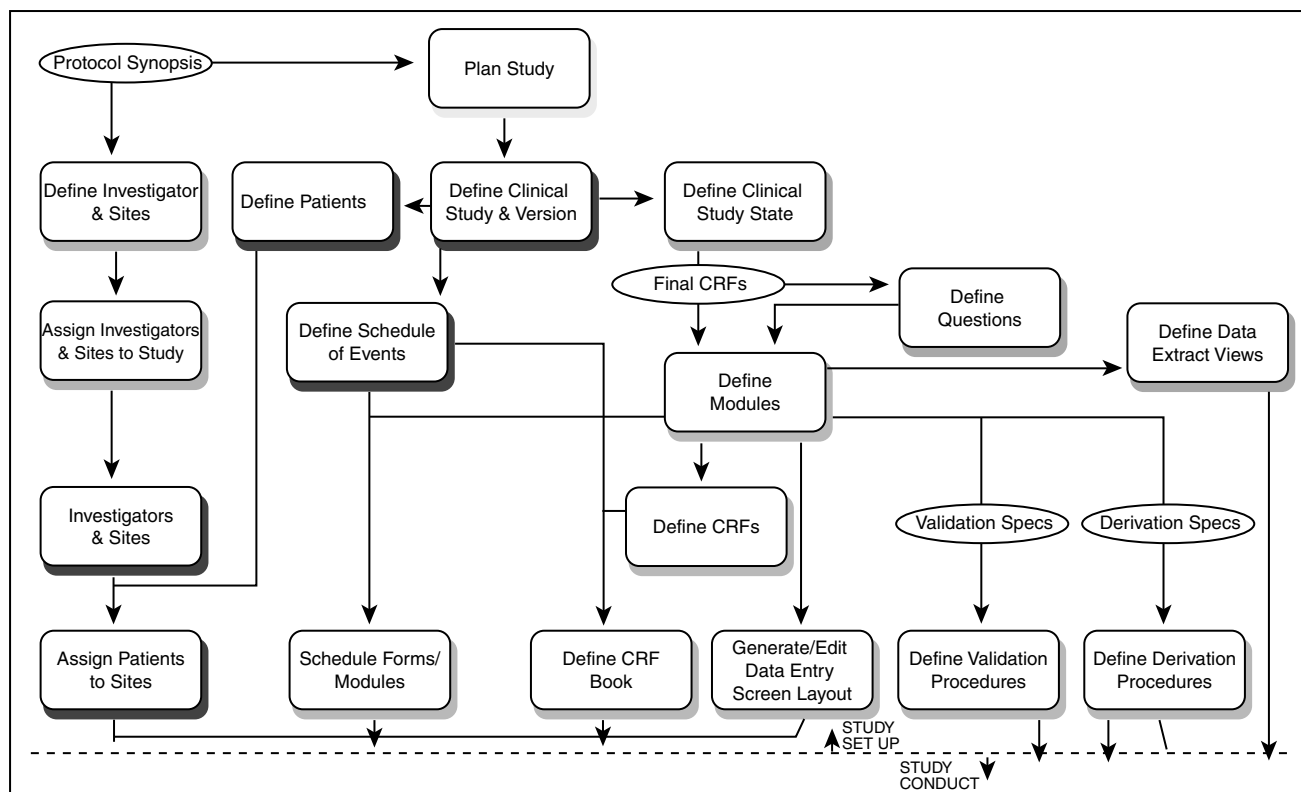 Protocol Synopsis
Plan Study
Define Investigator
& Sites
Define Patients
Define Clinical
Study & Version
Define Clinical
Study State
Final CRFs
Define
Questions
Assign Investigators
& Sites to Study
Define Schedule
of Events
Define Data
Extract Views
Define
Modules
Investigators
& Sites
Define CRFs
Validation Specs
Derivation Specs
Assign Patients
to Sites
Schedule Forms/
Modules
Define CRF
Book
Generate/Edit
Data Entry
Screen Layout
Define Validation
Procedures
Define Derivation
Procedures
STUDY
SET UP
STUDY
CONDUCT